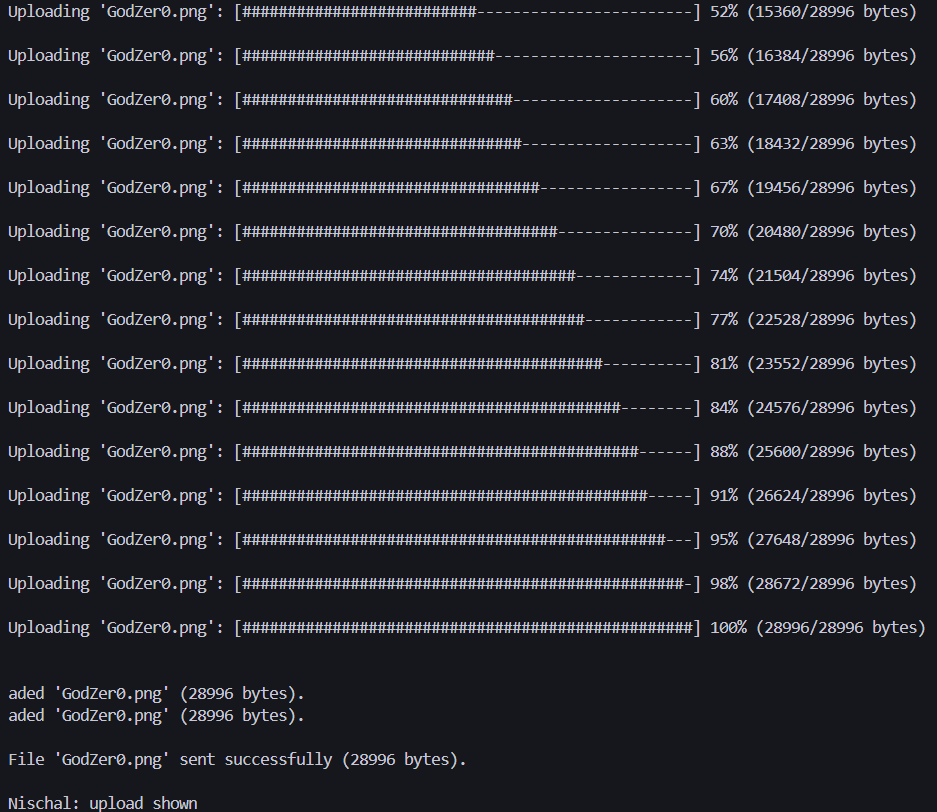 Uploading 'GodZer0.png': [##########################------------------------] 52% (15360/28996 bytes)
Uploading 'GodZer0.png': [############################----------------------] 56% (16384/28996 bytes)
Uploading 'GodZer0.png': [##############################--------------------] 60% (17408/28996 bytes)
Uploading 'GodZer0.png': [###############################-------------------] 63% (18432/28996 bytes)
Uploading 'GodZer0.png': [#################################-----------------] 67% (19456/28996 bytes)
Uploading 'GodZer0.png': [###################################---------------] 70% (20480/28996 bytes)
Uploading 'GodZer0.png': [#####################################-------------] 74% (21504/28996 bytes)
Uploading 'GodZer0.png': [######################################------------] 77% (22528/28996 bytes)
Uploading 'GodZer0.png': [########################################----------] 81% (23552/28996 bytes)
Uploading 'GodZer0.png': [##########################################--------] 84% (24576/28996 bytes)
Uploading 'GodZer0.png': [############################################------] 88% (25600/28996 bytes)
Uploading 'GodZer0.png': [#############################################-----] 91% (26624/28996 bytes)
Uploading 'GodZer0.png': [###############################################---] 95% (27648/28996 bytes)
Uploading 'GodZer0.png': [#################################################-] 98% (28672/28996 bytes)
Uploading 'GodZer0.png': [##################################################] 100% (28996/28996 bytes)
aded 'GodZer0.png' (28996 bytes).
aded 'GodZer0.png' (28996 bytes).
File 'GodZer0.png' sent successfully (28996 bytes).
Nischal: upload shown